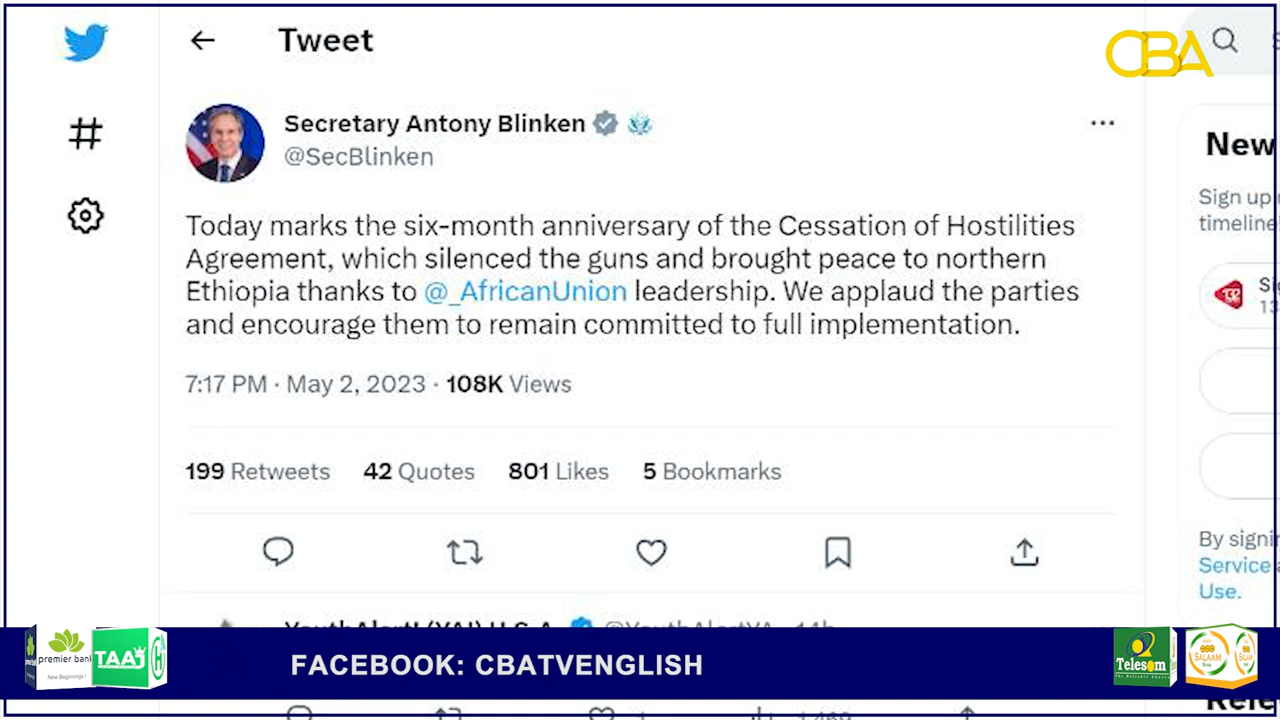 Tweet
CBA
Secretary Antony Blinken
@SecBlinken
Today marks the six-month anniversary of the Cessation of Hostilities
Agreement, which silenced the guns and brought peace to northern
Ethiopia thanks to @_AfricanUnion leadership. We applaud the parties
and encourage them to remain committed to full implementation.
7:17 PM · May 2, 2023 · 108K Views
199 Retweets 42 Quotes 801 Likes 5 Bookmarks
New
Sign up
timeline
By signi
Service
Use.
premier bank
New Beginnings!
TAAJ
FACEBOOK: CBATVENGLISH
Telesom
The Reliable Choice
SALAAM